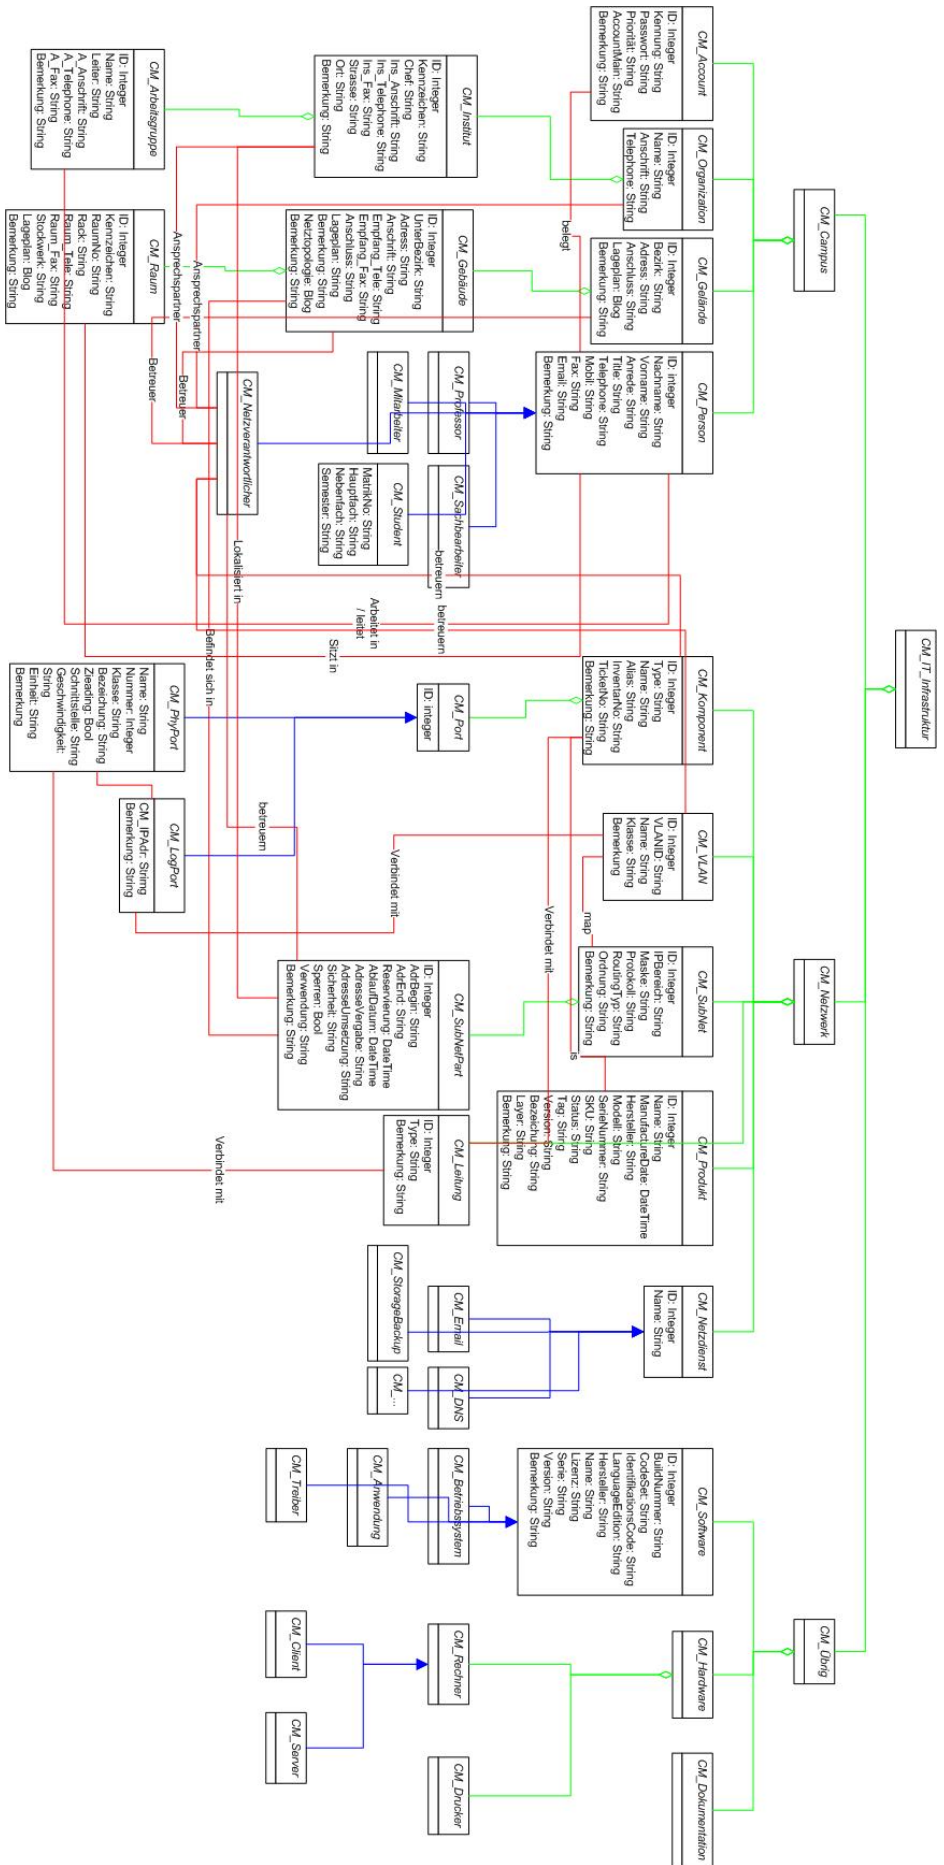 CM_IT_Infrastruktur
CM_Campus
CM_Netzwerk
CM_Übrig
CM_Account
ID: Integer
Kennung: String
Passwort: String
Priorität: String
AccountMain: String
Bemerkung: String
CM_Organization
ID: Integer
Name: String
Anschrift: String
Telephone: String
CM_Gelände
ID: Integer
Bezirk: String
Adress: String
Anschluss: String
Lageplan: Blog
Bemerkung: String
CM_Person
ID: integer
Nachname: String
Vorname: String
Anrede: String
Title: String
Telephone: String
Mobil: String
Fax: String
Email: String
Bemerkung: String
CM_Komponent
ID: Integer
Type: String
Name: String
Alias: String
InventarNo: String
TicketNo: String
Bemerkung: String
CM_VLAN
ID: Integer
VLANID: String
Name: String
Klasse: String
Bemerkung
CM_SubNet
ID: Integer
IPBereich: String
Maske: String
Protokoll: String
RoutingTyp: String
Ordnung: String
Bemerkung: String
CM_Produkt
ID: Integer
Name: String
ManufactureDate: DateTime
Hersteller: String
Modell: String
SerieNummer: String
SKU: String
Status: String
Tag: String
Version: String
Bezeichung: String
Layer: String
Bemerkung: String
CM_Netzdienst
ID: Integer
Name: String
CM_Software
ID: Integer
BuildNummer: String
CodeSet: String
IdentifikationsCode: String
LanguageEdition: String
Hersteller: String
Name: String
Lizenz: String
Serie: String
Version: String
Bemerkung: String
CM_Hardware
CM_Dokumentation
belegt
CM_Institut
ID: Integer
Kennzeichen: String
Chef: String
Ins_Anschrift: String
Ins_Telephone: String
Ins_Fax: String
Strasse: String
Ort: String
Bemerkung: String
CM_Gebäude
ID: Integer
UnterBezirk: String
Adress: String
Anschrift: String
Empfang_Tele: String
Empfang_Fax: String
Anschluss: String
Lageplan: String
Bemerkung: String
Netztopologie: Blog
Bemerkung: String
CM_Professor
CM_Sachbearbeiter
CM_Mitarbeiter
CM_Student
MatrikNo: String
Hauptfach: String
Nebenfach: String
Semester: String
betreuern
betreuern
CM_Port
ID: integer
map
is
Verbindet mit
Verbindet mit
CM_SubNetPart
ID: Integer
AdrBegin: String
AdrEnd: String
Reservierung: DateTime
AblaufDatum: DateTime
AdresseVergabe: String
AdresseUmsetzung: String
Sicherheit: String
Sperren: Bool
Verwendung: String
Bemerkung: String
CM_Leitung
ID: Integer
Type: String
Bemerkung: String
CM_Email
CM_DNS
CM_StorageBackup
CM_...
CM_Betriebssystem
CM_Anwendung
CM_Treiber
CM_Rechner
CM_Drucker
CM_Client
CM_Server
CM_Arbeitsgruppe
ID: Integer
Name: String
Leiter: String
A_Anschrift: String
A_Telephone: String
A_Fax: String
Bemerkung: String
CM_Raum
ID: Integer
Kennzeichen: String
RaumNo: String
Rack: String
Raum_Tele: String
Raum_Fax: String
Stockwerk: String
Lageplan: Blog
Bemerkung: String
Ansprechspartner
Ansprechspartner
Betreuer
Betreuer
CM_Netzverantwortlicher
Lokalisiert in
Befindet sich in
Arbeitet in
/ leitet
Sitzt in
betreuern
CM_PhyPort
Name: String
Nummer: Integer
Klasse: String
Bezeichung: String
Zieading: Bool
Schnittstelle: String
Geschwindigkeit:
String
Einheit: String
Bemerkung
CM_LogPort
CM_IPAdr: Strimg
Bemerkung: String
Verbindet mit